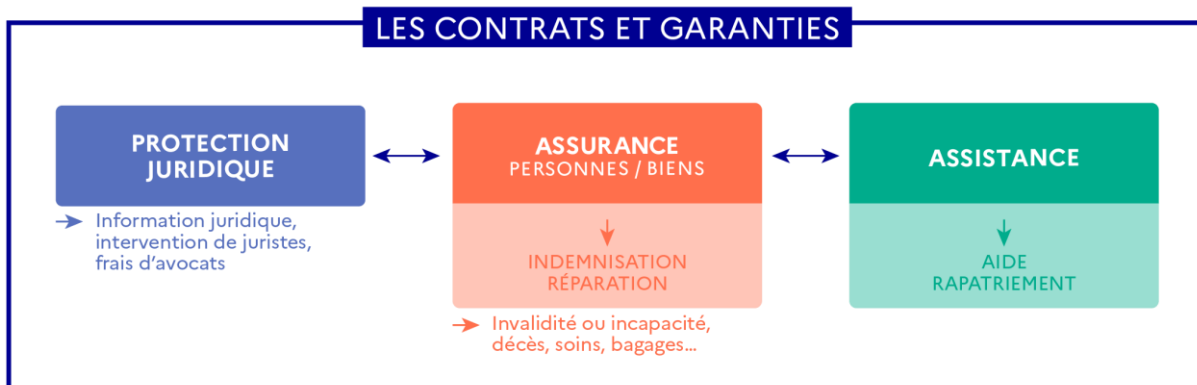 LES CONTRATS ET GARANTIES
PROTECTION
JURIDIQUE
Information juridique,
intervention de juristes,
frais d'avocats
ASSURANCE
PERSONNES / BIENS
INDEMNISATION
RÉPARATION
Invalidité ou incapacité,
décès, soins, bagages...
ASSISTANCE
AIDE
RAPATRIEMENT